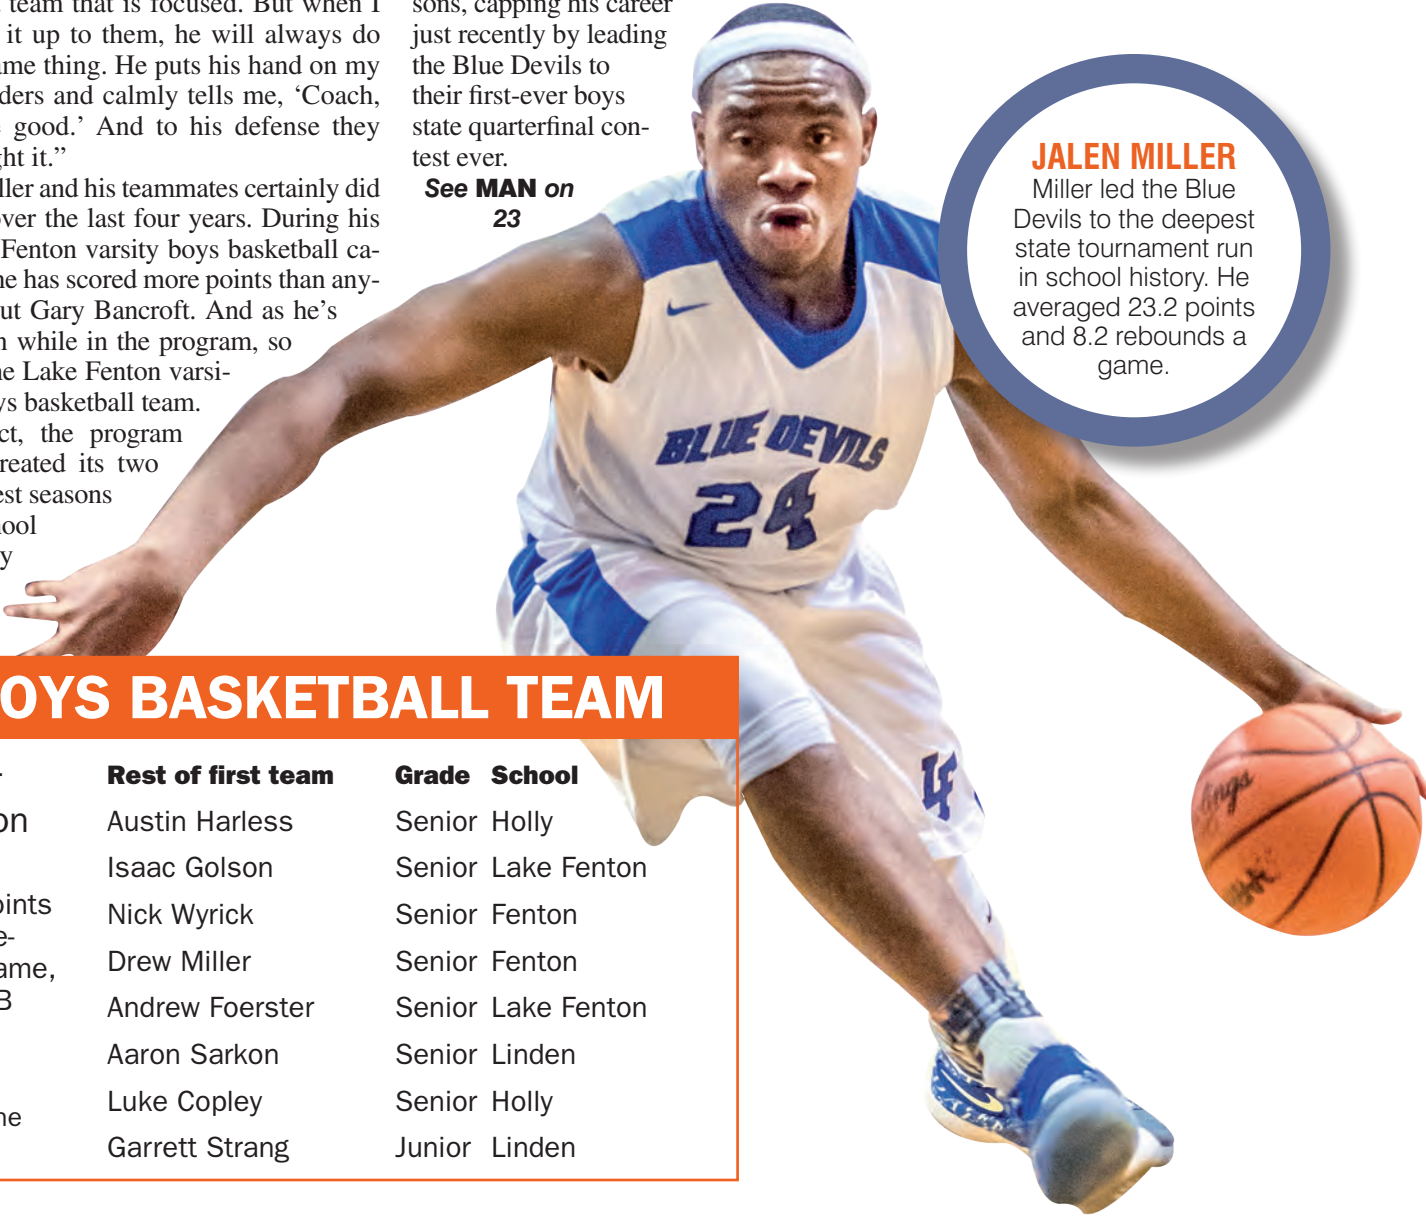 team that is focused. But when I
it up to them, he will always do
ame thing. He puts his hand on my
ders and calmly tells me, ‘Coach,
good.’ And to his defense they
ght it.”
ller and his teammates certainly did
over the last four years. During his
Fenton varsity boys basketball ca-
he has scored more points than any-
ut Gary Bancroft. And as he’s
n while in the program, so
he Lake Fenton varsi-
ys basketball team.
ct, the program
reated its two
est seasons
hool
y
sons, capping his career
just recently by leading
the Blue Devils to
their first-ever boys
state quarterfinal con-
test ever.
See MAN on
23
JALEN MILLER
Miller led the Blue
Devils to the deepest
state tournament run
in school history. He
averaged 23.2 points
and 8.2 rebounds a
game.
BLUE DEVILS
24
LF
OYS BASKETBALL TEAM
on
oints
e-
ame,
B
ne
Rest of first team Grade School
Austin Harless Senior Holly
Isaac Golson Senior Lake Fenton
Nick Wyrick Senior Fenton
Drew Miller Senior Fenton
Andrew Foerster Senior Lake Fenton
Aaron Sarkon Senior Linden
Luke Copley Senior Holly
Garrett Strang Junior Linden